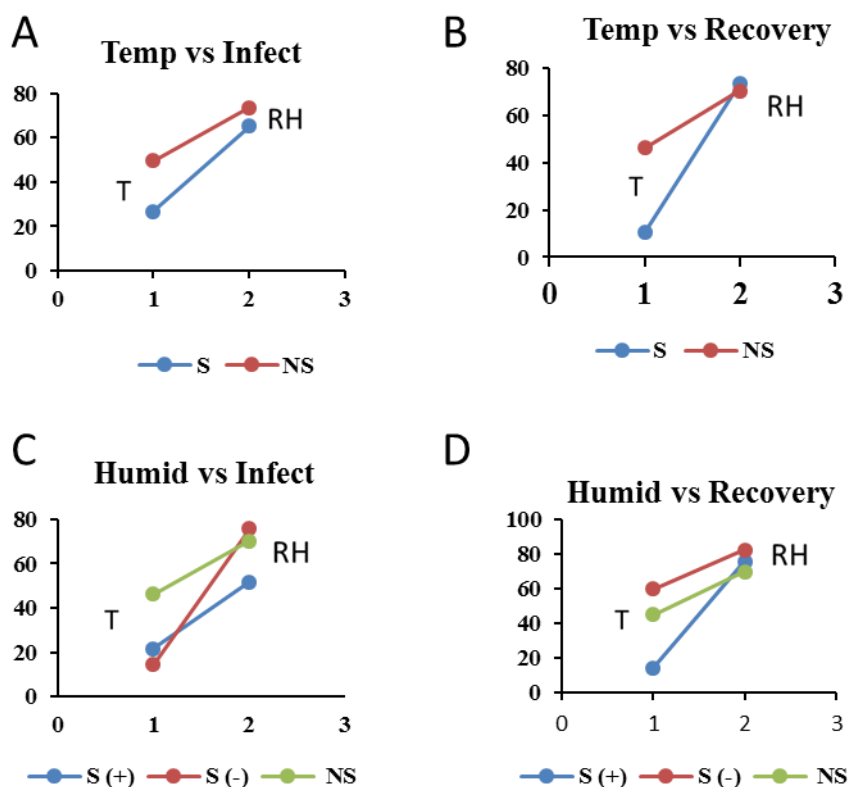 A
Temp vs Infect
80
60
40
20
0
0 1 2 3
T
RH
S NS
B
Temp vs Recovery
80
60
40
20
0
0 1 2 3
T
RH
S NS
C
Humid vs Infect
80
60
40
20
0
0 1 2 3
T
RH
S (+) S (-) NS
D
Humid vs Recovery
100
80
60
40
20
0
0 1 2 3
T
RH
S (+) S (-) NS